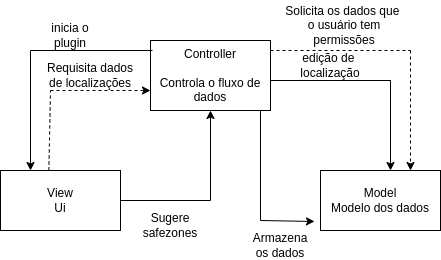 Solicita os dados que
o usuário tem
permissões
inicia o
plugin
Controller
Controla o fluxo de
dados
edição de
localização
Requisita dados
de localizações
View
Ui
Model
Modelo dos dados
Sugere
safezones
Armazena
os dados